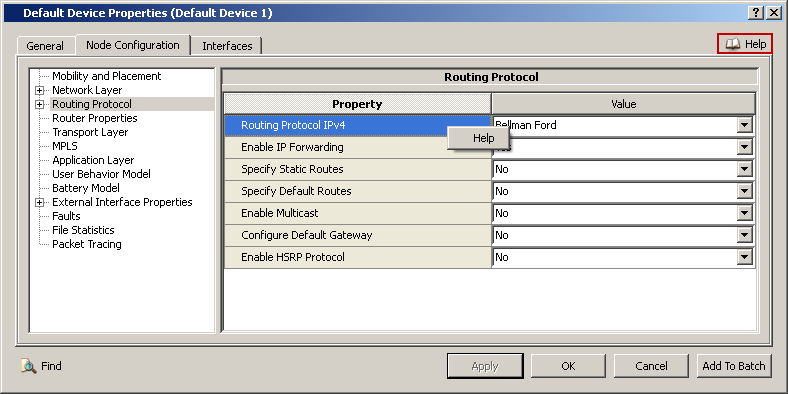 Default Device Properties (Default Device 1)
General Node Configuration Interfaces Help
Mobility and Placement
Network Layer
Routing Protocol
Router Properties
Transport Layer
MPLS
Application Layer
User Behavior Model
Battery Model
External Interface Properties
Faults
File Statistics
Packet Tracing
Routing Protocol
Property Value
Routing Protocol IPv4 Bellman Ford
Help
Enable IP Forwarding
Specify Static Routes No
Specify Default Routes No
Enable Multicast No
Configure Default Gateway No
Enable HSRP Protocol No
Find Apply OK Cancel Add To Batch